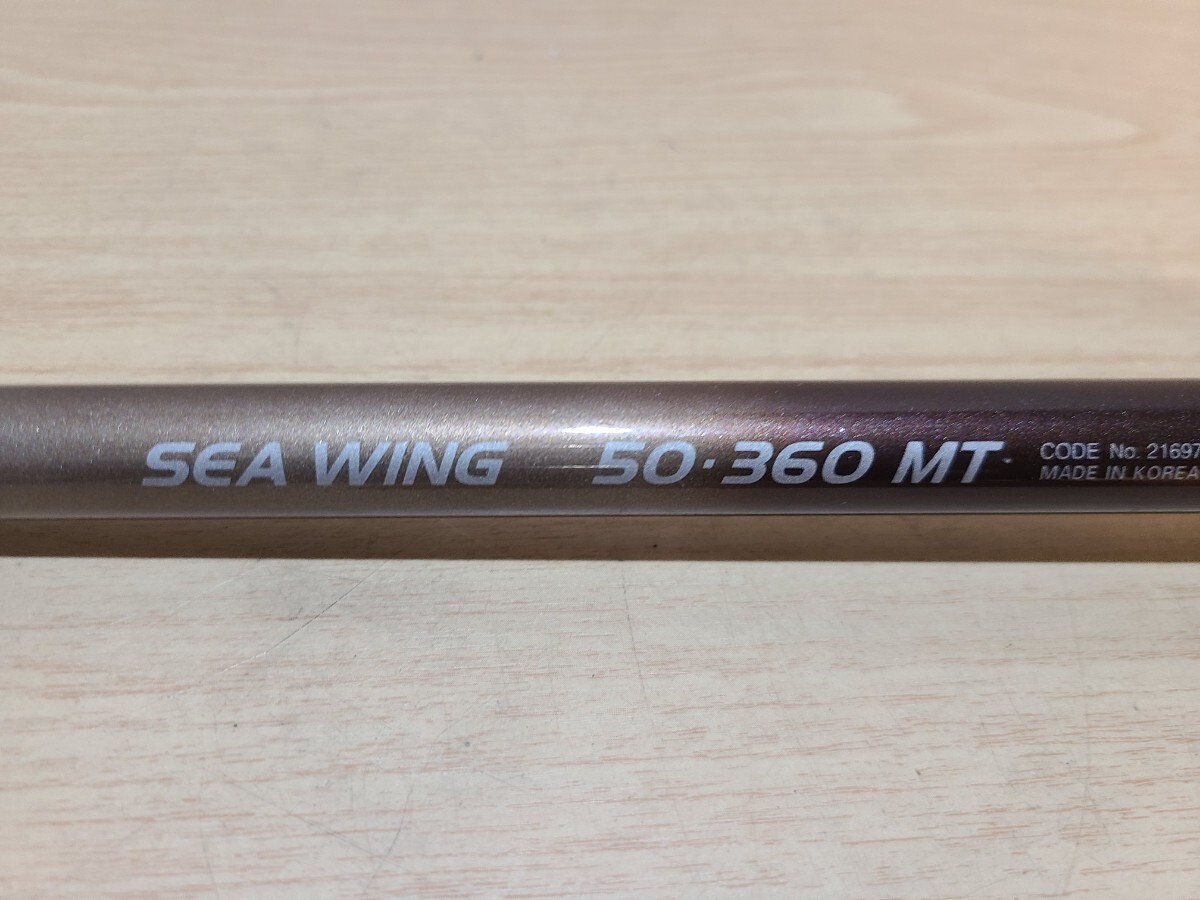 SEA WING 50・360 MT
CODE No. 21697
MADE IN KOREA